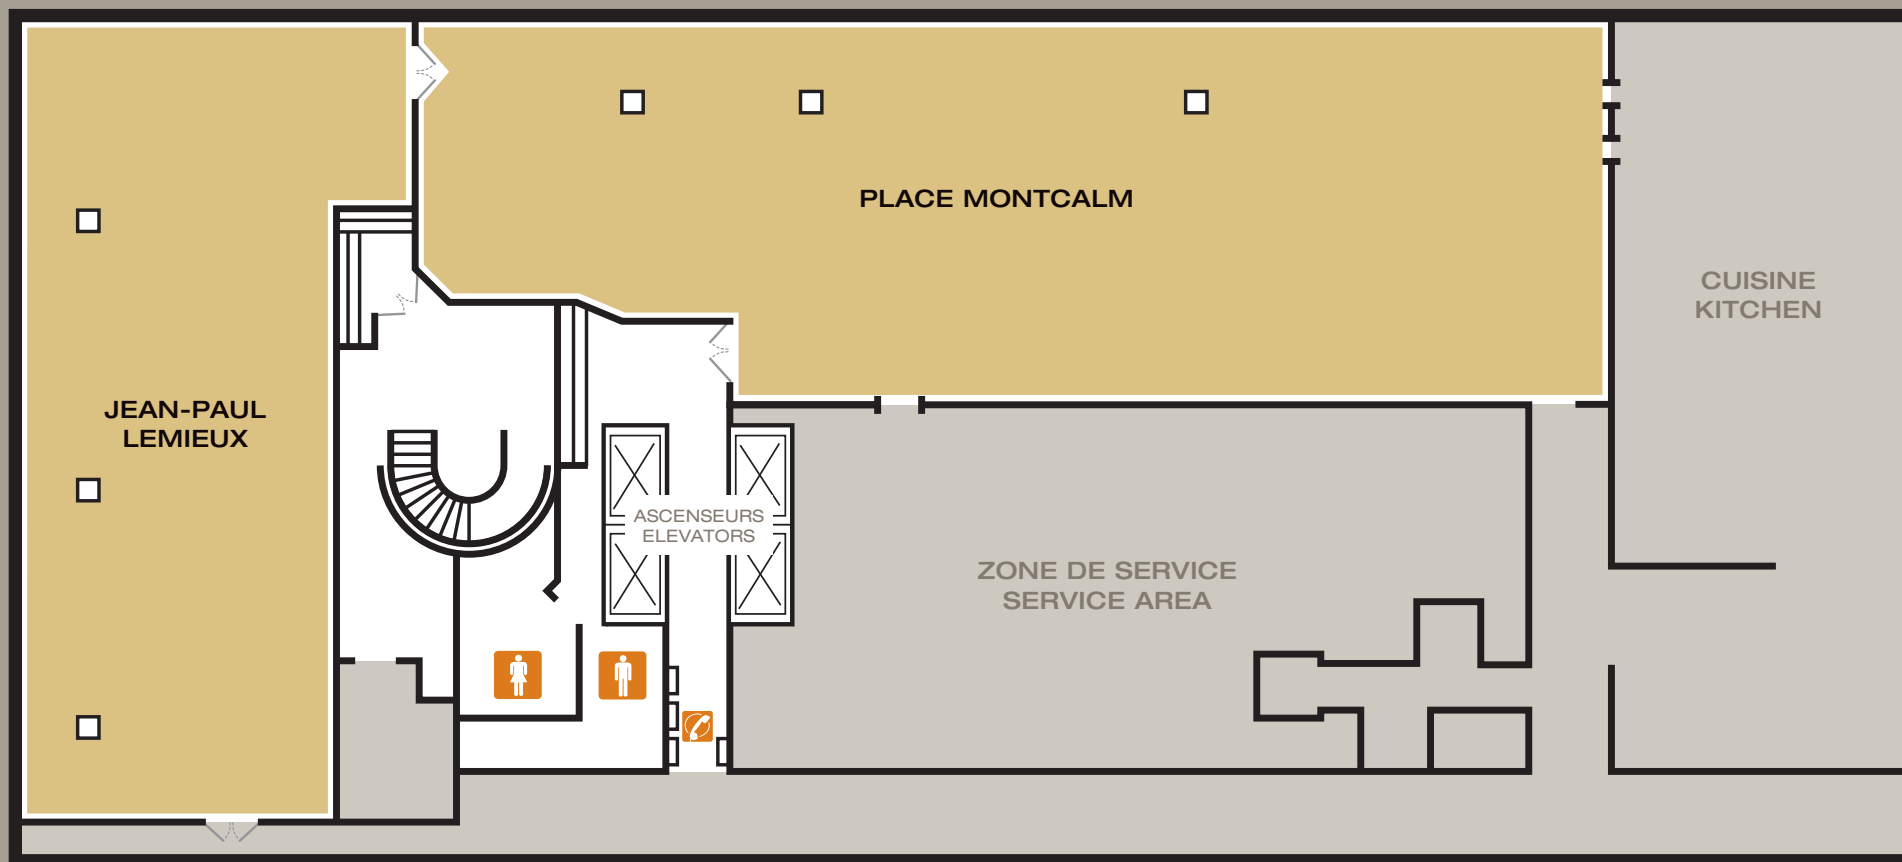 PLACE MONTCALM
CUISINE
KITCHEN
JEAN-PAUL
LEMIEUX
ASCENSEURS
ELEVATORS
ZONE DE SERVICE
SERVICE AREA